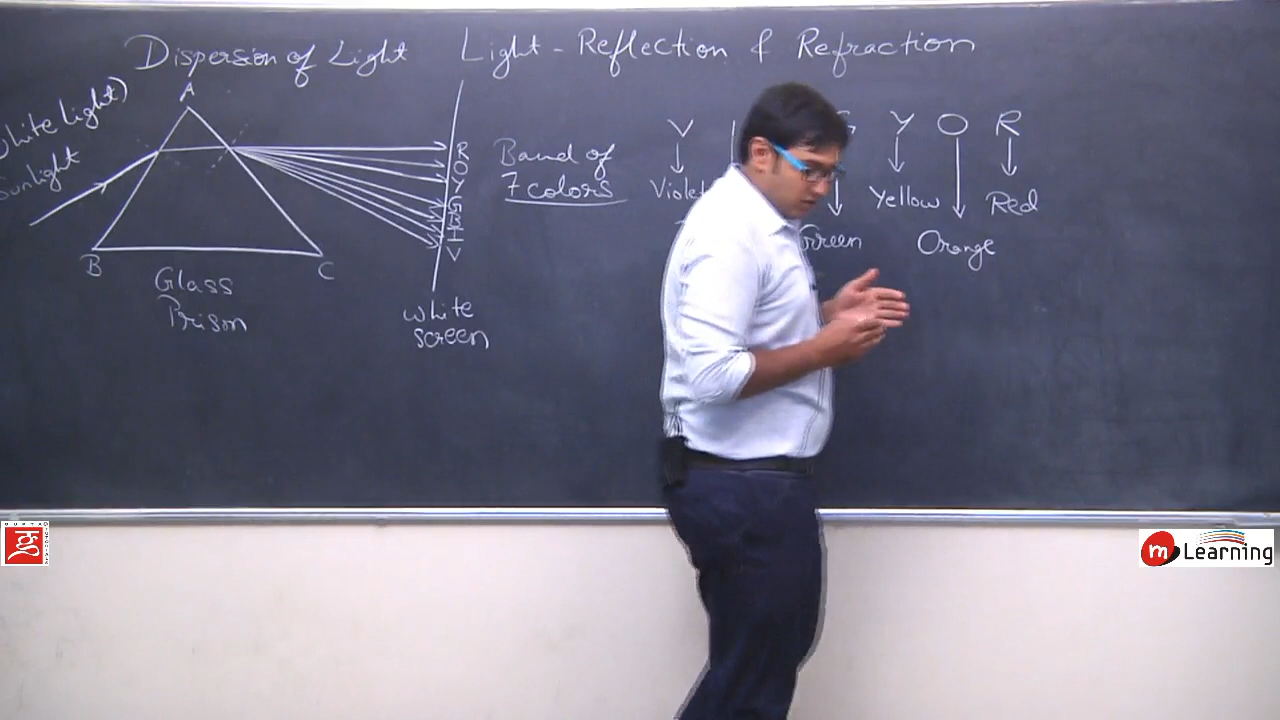 Dispersion of Light
Light - Reflection & Refraction
White light)
Sunlight
A
B
C
Glass
Prism
R
O
Y
G
B
I
V
White
screen
Band of
7 colors
V
G
Y
O
R
Violet
Green
Yellow
Orange
Red
GUPTA
m Learning